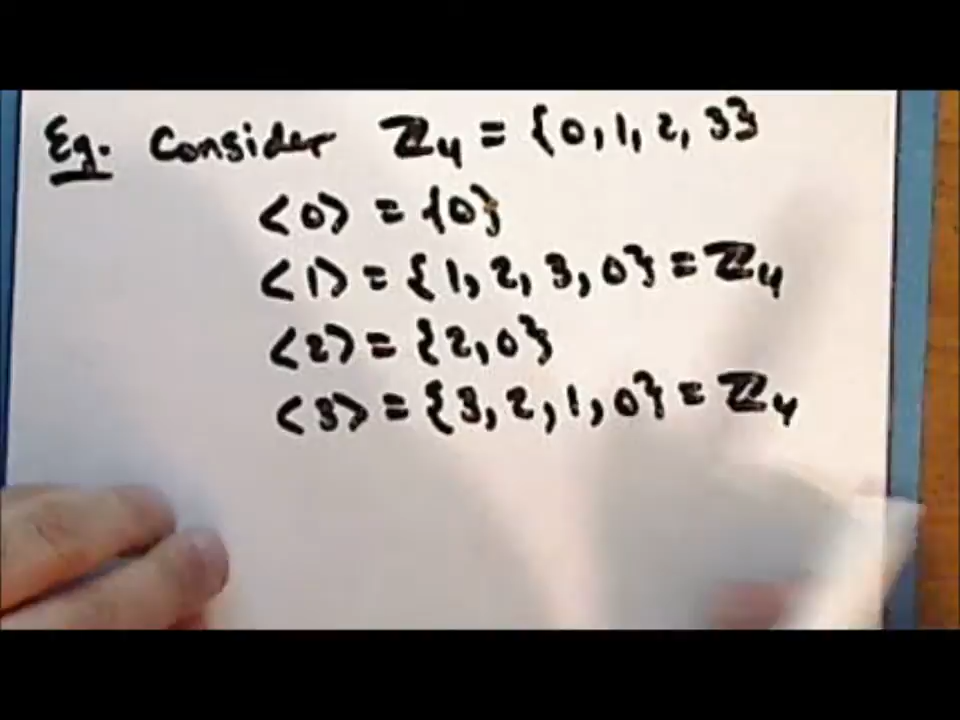 Eg. Consider ℤ₄ = {0, 1, 2, 3}
<0> = {0}
<1> = {1, 2, 3, 0} = ℤ₄
<2> = {2, 0}
<3> = {3, 2, 1, 0} = ℤ₄